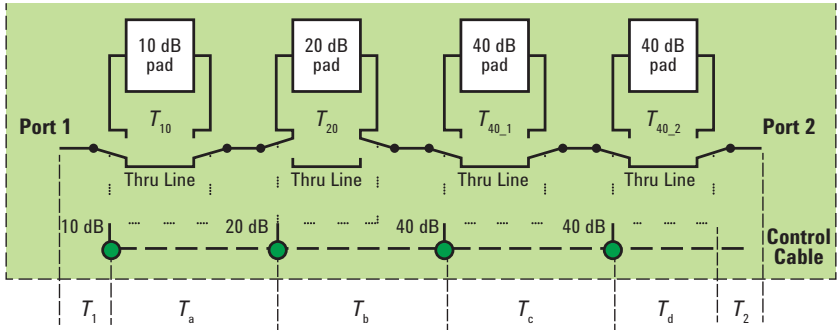 10 dB
pad
20 dB
pad
40 dB
pad
40 dB
pad
T10
T20
T40_1
T40_2
Port 1
Port 2
Thru Line
Thru Line
Thru Line
Thru Line
10 dB
20 dB
40 dB
40 dB
Control
Cable
T1
Ta
Tb
Tc
Td
T2